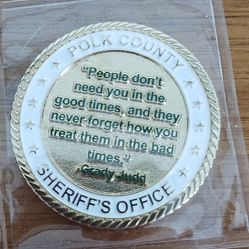 POLK COUNTY
"People don't
need you in the
good times, and they
never forget how you
treat them in the bad
times."
Grady Judd
SHERIFF'S OFFICE